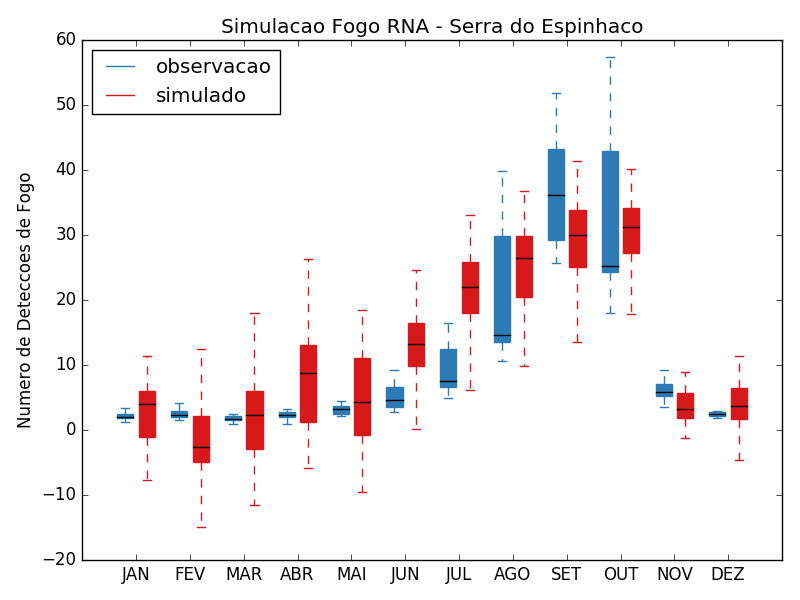 Simulacao Fogo RNA - Serra do Espinhaco
observacao
simulado
Numero de Deteccoes de Fogo
60
50
40
30
20
10
0
−10
−20
JAN FEV MAR ABR MAI JUN JUL AGO SET OUT NOV DEZ